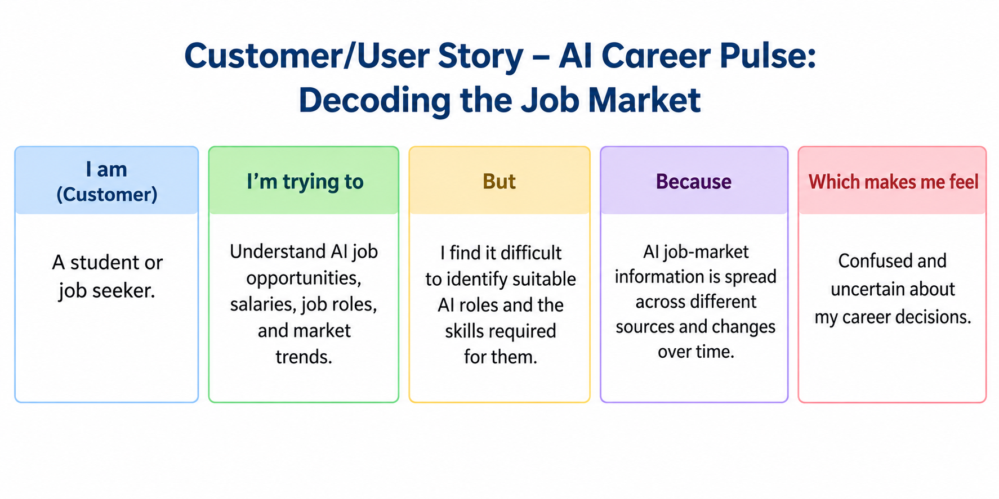 Customer/User Story – AI Career Pulse:
Decoding the Job Market
I am
(Customer)
A student or
job seeker.
I’m trying to
Understand AI job
opportunities,
salaries, job roles,
and market
trends.
But
I find it difficult
to identify suitable
AI roles and the
skills required
for them.
Because
AI job-market
information is spread
across different
sources and changes
over time.
Which makes me feel
Confused and
uncertain about
my career decisions.